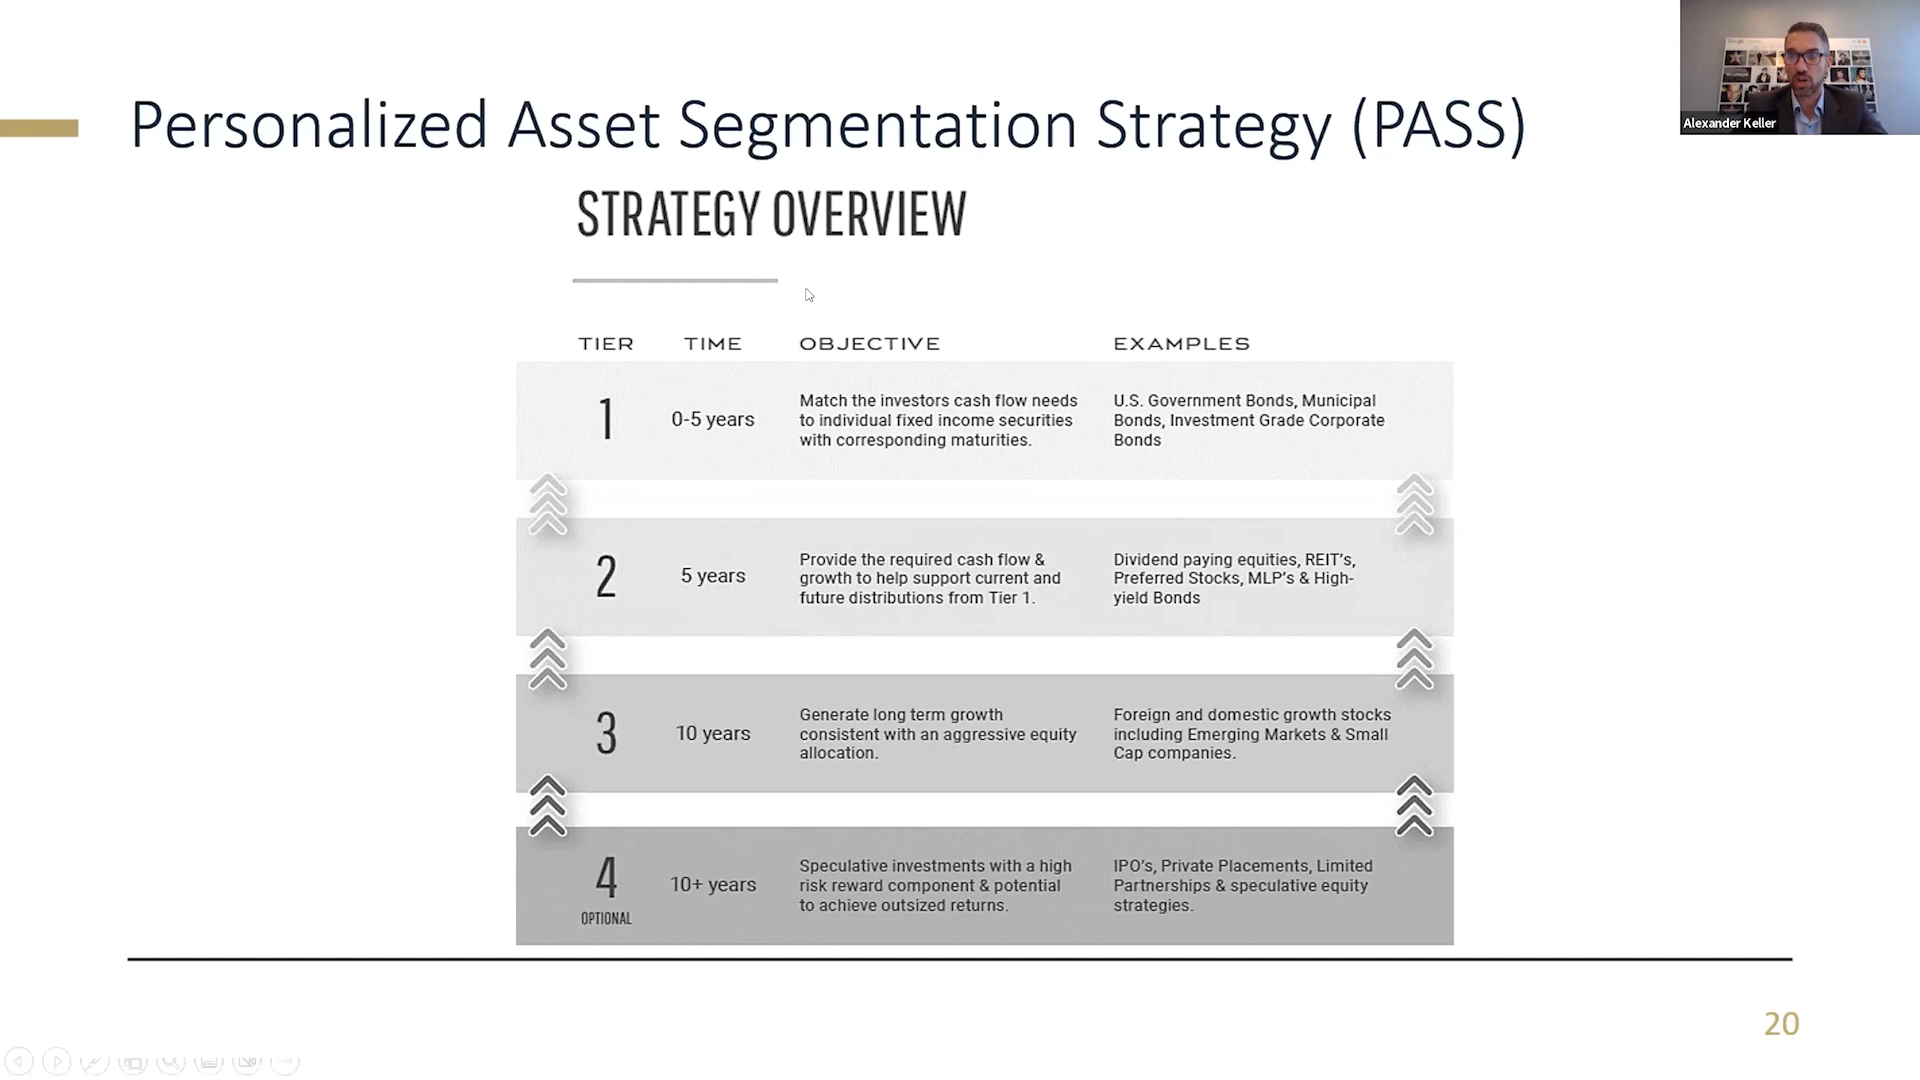 Personalized Asset Segmentation Strategy (PASS)
Alexander Keller
STRATEGY OVERVIEW
TIER TIME OBJECTIVE EXAMPLES
1
0-5 years
Match the investors cash flow needs
to individual fixed income securities
with corresponding maturities.
U.S. Government Bonds, Municipal
Bonds, Investment Grade Corporate
Bonds
2
5 years
Provide the required cash flow &
growth to help support current and
future distributions from Tier 1.
Dividend paying equities, REIT’s,
Preferred Stocks, MLP’s & High-
yield Bonds
3
10 years
Generate long term growth
consistent with an aggressive equity
allocation.
Foreign and domestic growth stocks
including Emerging Markets & Small
Cap companies.
4
OPTIONAL
10+ years
Speculative investments with a high
risk reward component & potential
to achieve outsized returns.
IPO’s, Private Placements, Limited
Partnerships & speculative equity
strategies.
20